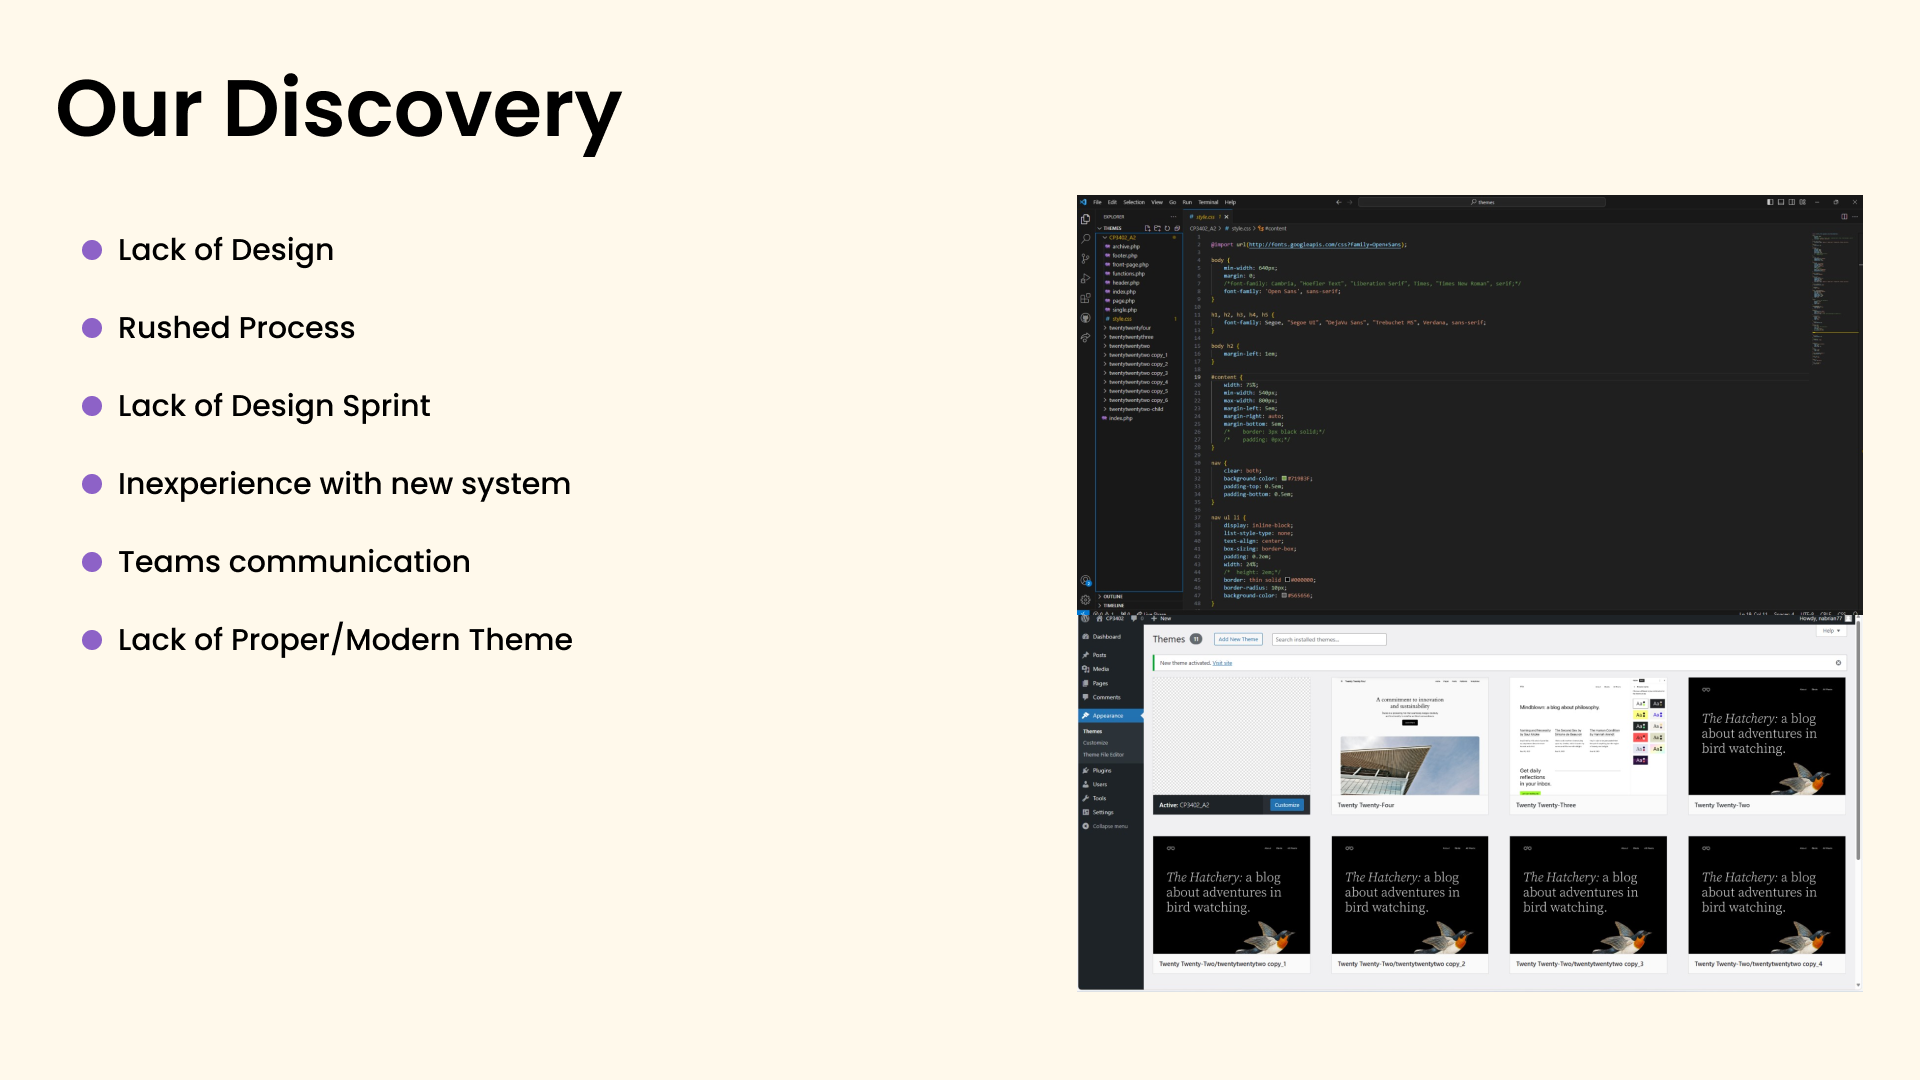 Our Discovery
Lack of Design
Rushed Process
Lack of Design Sprint
Inexperience with new system
Teams communication
Lack of Proper/Modern Theme
File Edit Selection View Go Run Terminal Help
themes
EXPLORER
style.css 1
THEMES
CP3402_A2 > # style.css > #content
CP3402_A2
archive.php
footer.php
front-page.php
functions.php
header.php
index.php
page.php
single.php
style.css 1
twentytwentyfour
twentytwentythree
twentytwentytwo
twentytwentytwo copy_1
twentytwentytwo copy_2
twentytwentytwo copy_3
twentytwentytwo copy_4
twentytwentytwo copy_5
twentytwentytwo copy_6
twentytwentytwo-child
index.php
OUTLINE
TIMELINE
@import url(http://fonts.googleapis.com/css?family=Open+Sans);
body {
min-width: 640px;
margin: 0;
/*font-family: Cambria, "Hoefler Text", "Liberation Serif", Times, "Times New Roman", serif;*/
font-family: 'Open Sans', sans-serif;
}
h1, h2, h3, h4, h5 {
font-family: Segoe, "Segoe UI", "DejaVu Sans", "Trebuchet MS", Verdana, sans-serif;
}
body h2 {
margin-left: 1em;
}
#content {
width: 71%;
min-width: 540px;
max-width: 800px;
margin-left: 5em;
margin-right: auto;
margin-bottom: 5em;
/* border: 3px black solid;*/
/* padding: 0px;*/
}
nav {
clear: both;
background-color: #71983F;
padding-top: 0.5em;
padding-bottom: 0.5em;
}
nav ul li {
display: inline-block;
list-style-type: none;
text-align: center;
box-sizing: border-box;
padding: 0.3em;
width: 24%;
/* height: 2em;*/
border: thin solid #000000;
border-radius: 10px;
background-color: #565656;
}
CP3402
New
Howdy, nabrian77
Dashboard
Posts
Media
Pages
Comments
Appearance
Themes
Customize
Theme File Editor
Plugins
Users
Tools
Settings
Collapse menu
Themes 11 Add New Theme Search installed themes...
Help
New theme activated. Visit site
Active: CP3402_A2 Customize
A commitment to innovation
and sustainability
Twenty Twenty-Four
Mindblown: a blog about philosophy.
Get daily
reflections
in your inbox.
Twenty Twenty-Three
The Hatchery: a blog
about adventures in
bird watching.
Twenty Twenty-Two
The Hatchery: a blog
about adventures in
bird watching.
Twenty Twenty-Two/twentytwentytwo copy_1
The Hatchery: a blog
about adventures in
bird watching.
Twenty Twenty-Two/twentytwentytwo copy_2
The Hatchery: a blog
about adventures in
bird watching.
Twenty Twenty-Two/twentytwentytwo copy_3
The Hatchery: a blog
about adventures in
bird watching.
Twenty Twenty-Two/twentytwentytwo copy_4